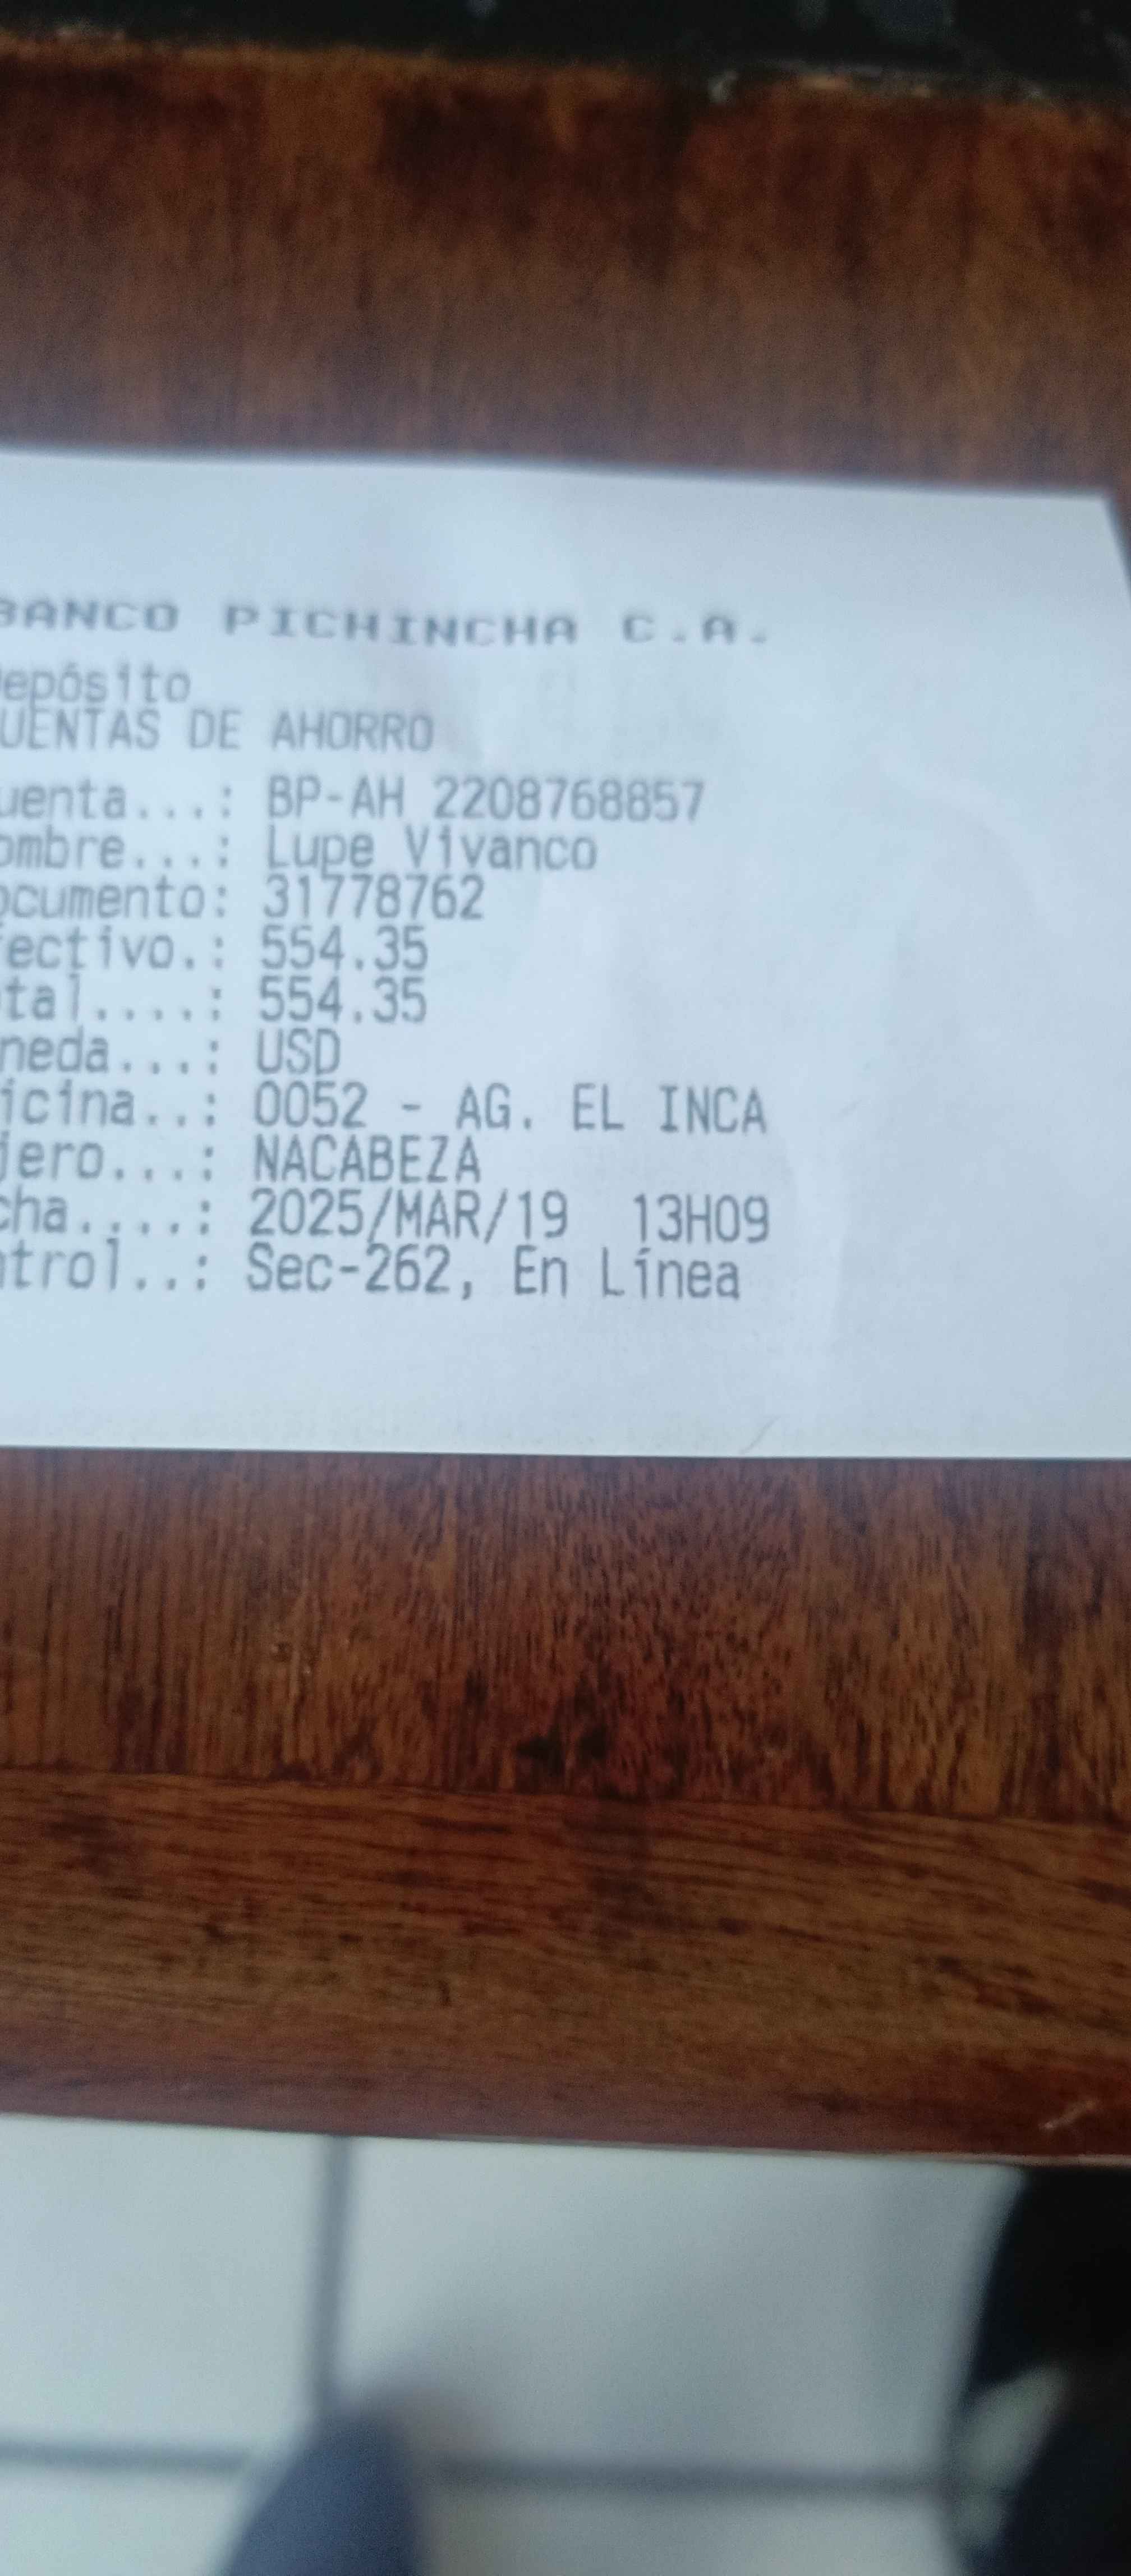 BANCO PICHINCHA C.A.
Depósito
UENTAS DE AHORRO
uenta...: BP-AH 2208768857
ombre...: Lupe Vivanco
ocumento: 31778762
fectivo.: 554.35
tal....: 554.35
neda...: USD
icina..: 0052 - AG. EL INCA
jero...: NACABEZA
cha....: 2025/MAR/19 13H09
ntrol..: Sec-262, En Línea